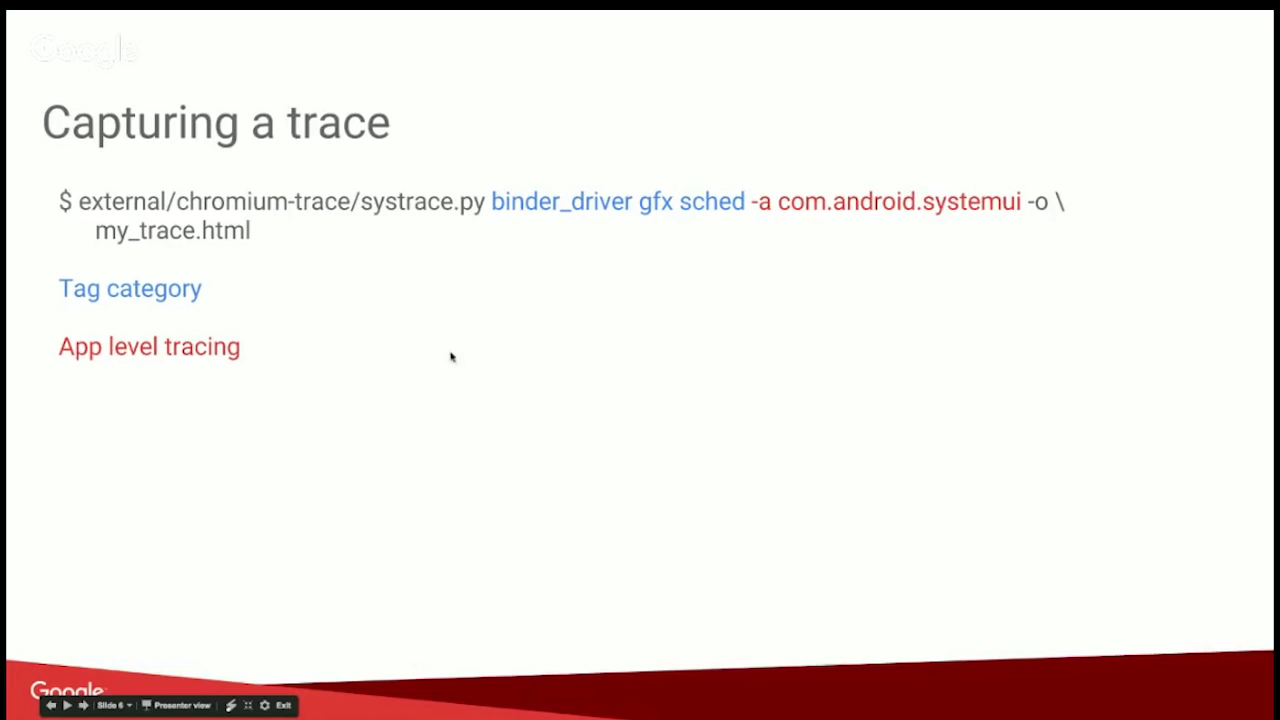 Google
Capturing a trace
$ external/chromium-trace/systrace.py binder_driver gfx sched -a com.android.systemui -o \
my_trace.html
Tag category
App level tracing
Google
Slide 6
Presenter view
Exit